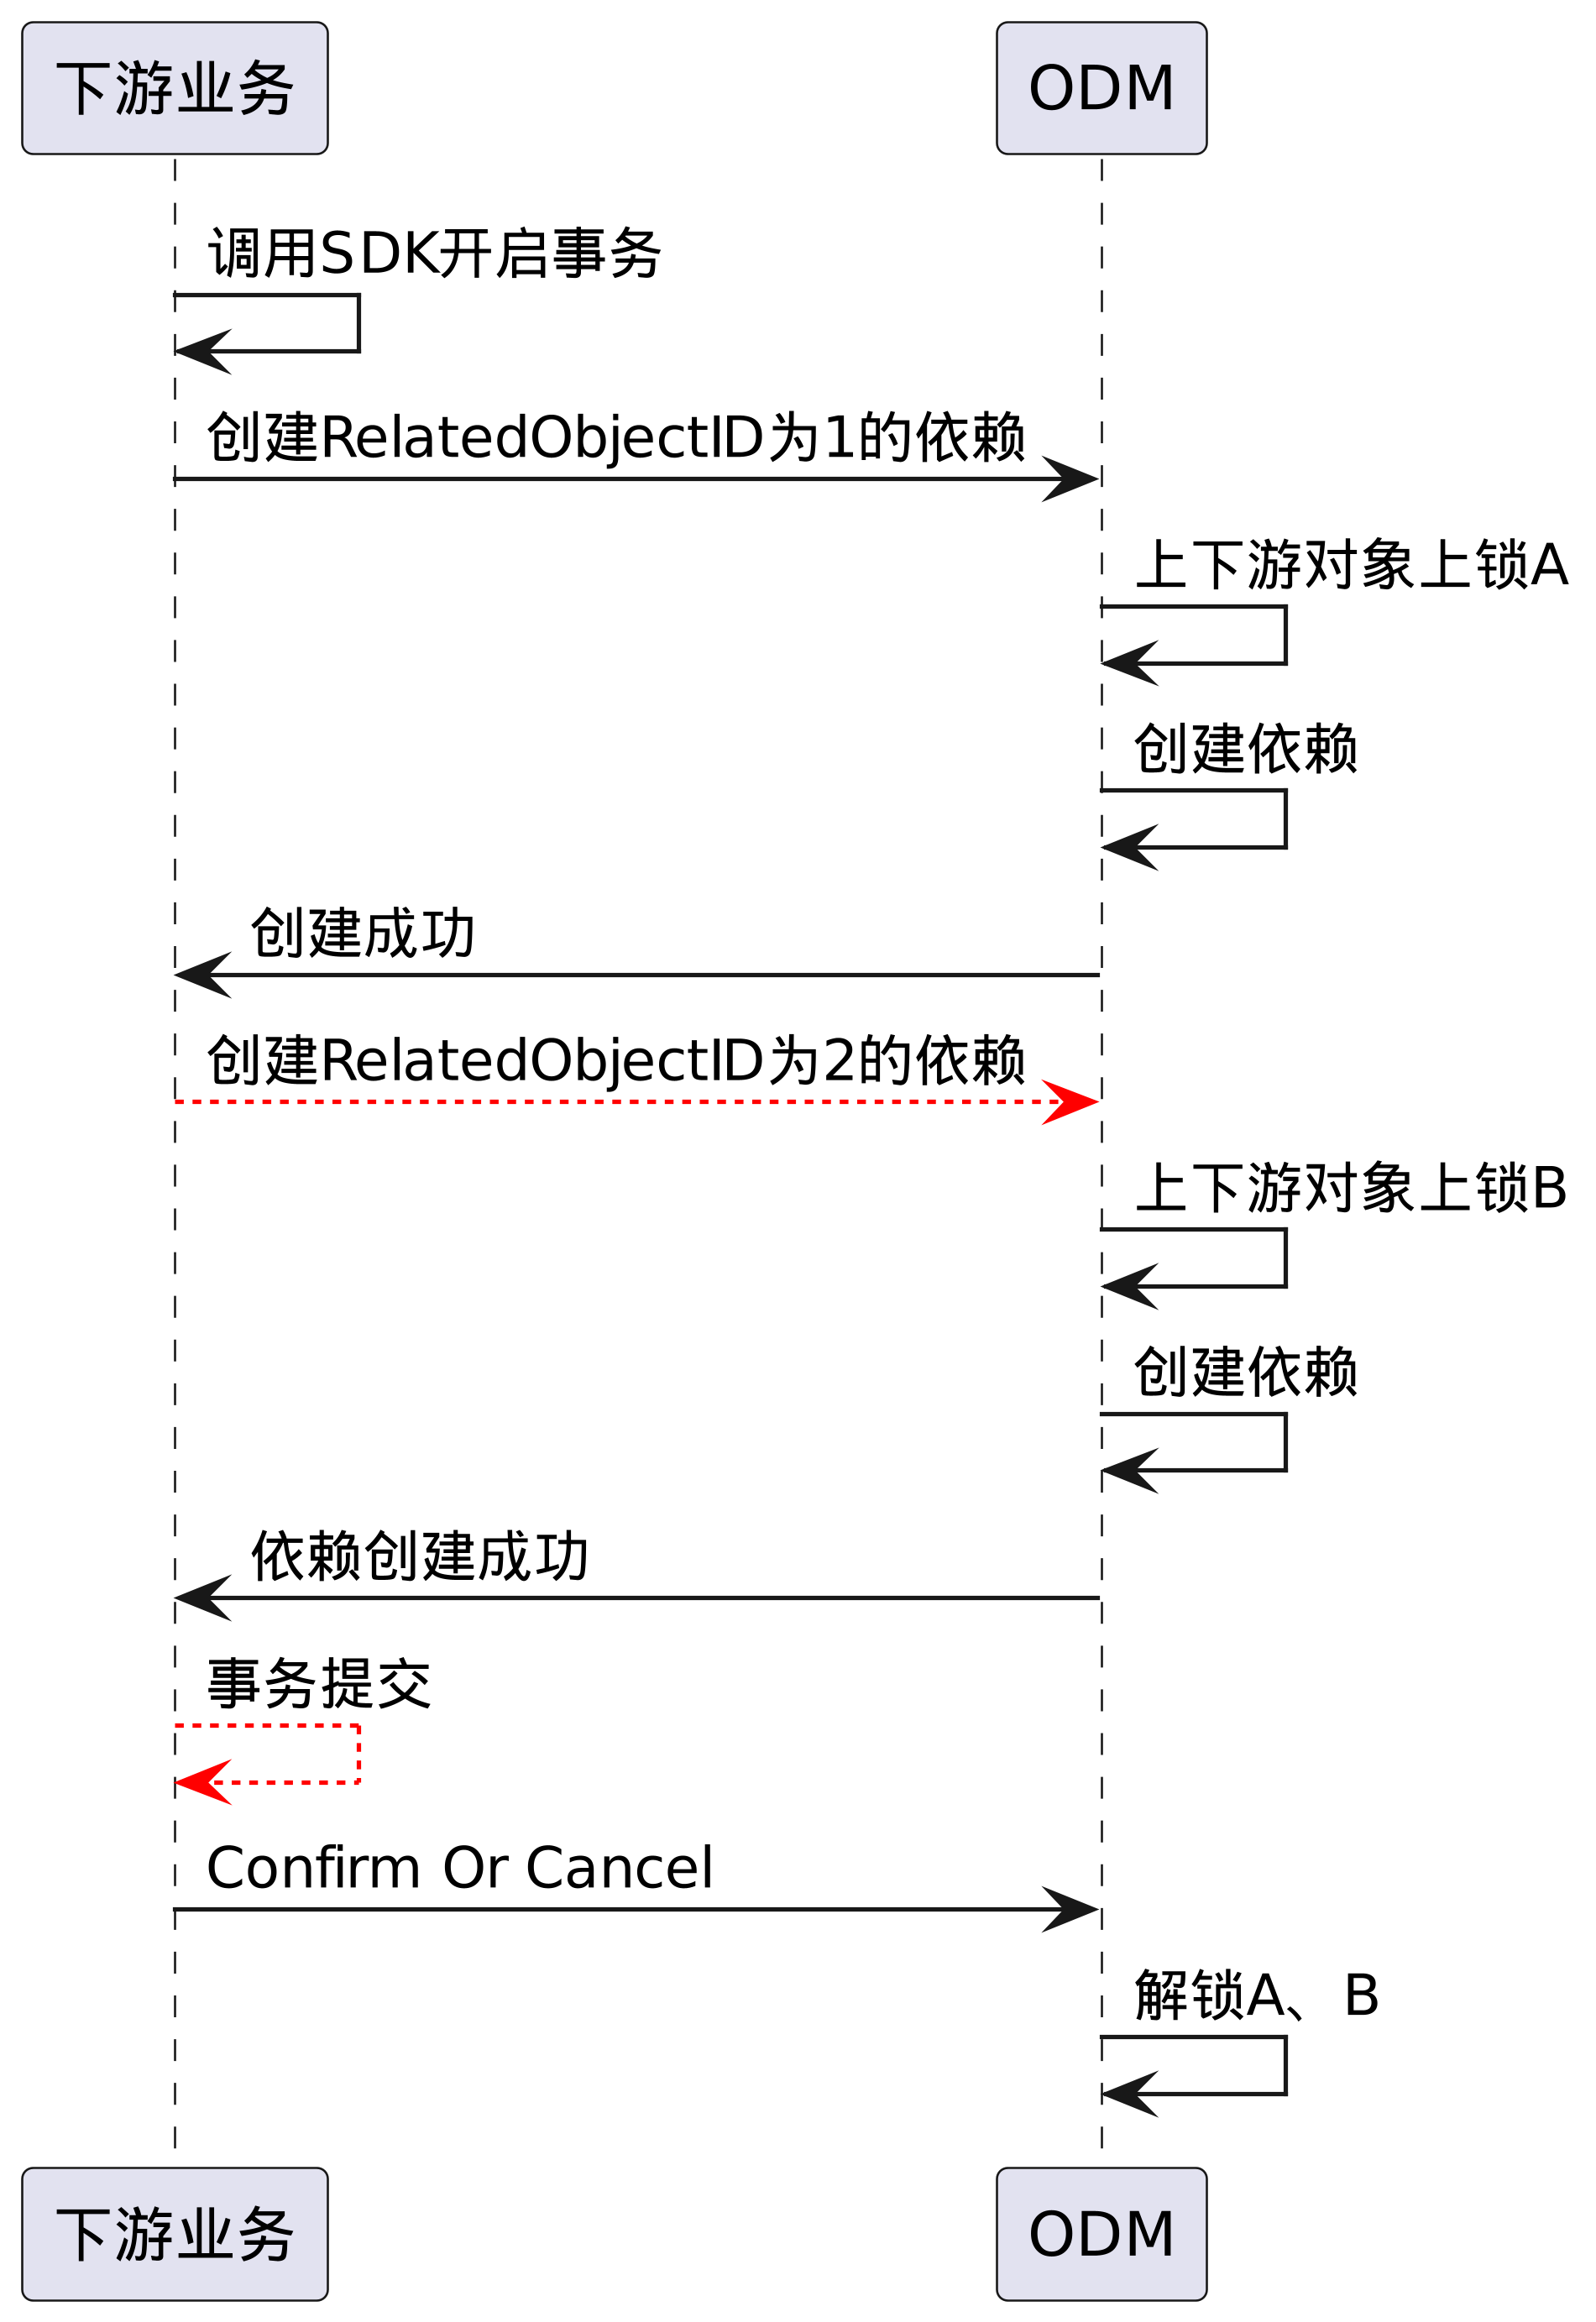 下游业务
ODM
调用SDK开启事务
创建RelatedObjectID为1的依赖
上下游对象上锁A
创建依赖
创建成功
创建RelatedObjectID为2的依赖
上下游对象上锁B
创建依赖
依赖创建成功
事务提交
Confirm Or Cancel
解锁A、B
下游业务
ODM